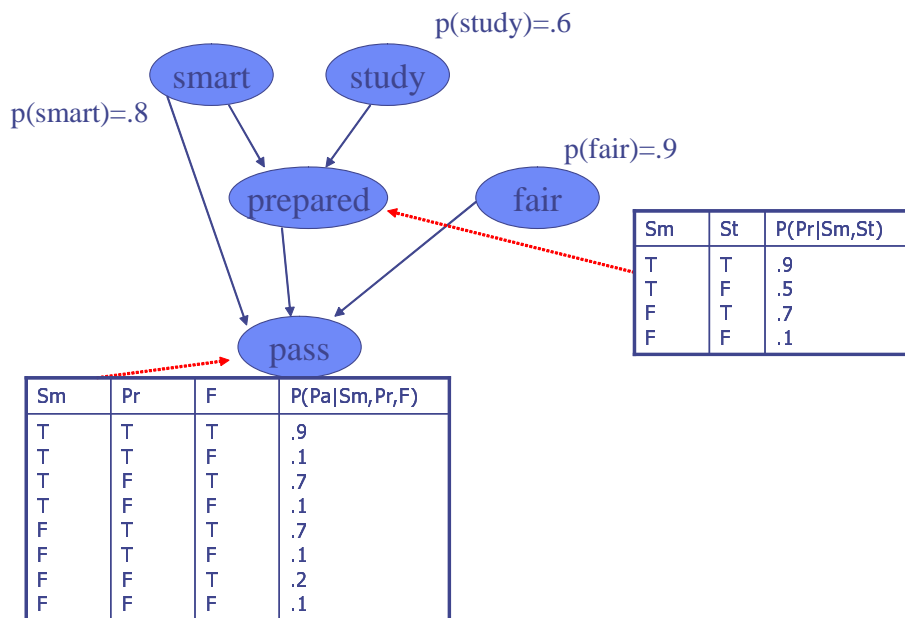 p(study)=.6
smart
study
p(smart)=.8
p(fair)=.9
prepared
fair
Sm St P(Pr|Sm,St)
T T .9
T F .5
F T .7
F F .1
pass
Sm Pr F P(Pa|Sm,Pr,F)
T T T .9
T T F .1
T F T .7
T F F .1
F T T .7
F T F .1
F F T .2
F F F .1